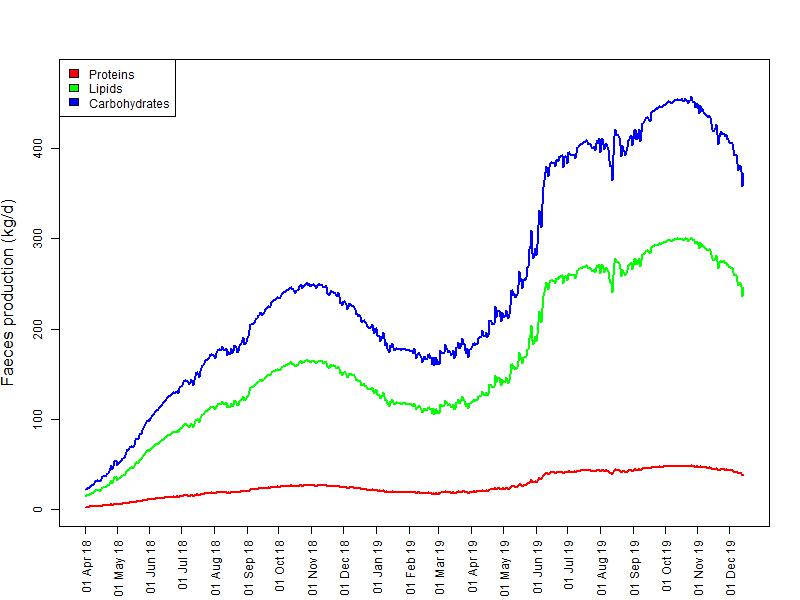 Proteins
Lipids
Carbohydrates
Faeces production (kg/d)
400
300
200
100
0
01 Apr 18
01 May 18
01 Jun 18
01 Jul 18
01 Aug 18
01 Sep 18
01 Oct 18
01 Nov 18
01 Dec 18
01 Jan 19
01 Feb 19
01 Mar 19
01 Apr 19
01 May 19
01 Jun 19
01 Jul 19
01 Aug 19
01 Sep 19
01 Oct 19
01 Nov 19
01 Dec 19